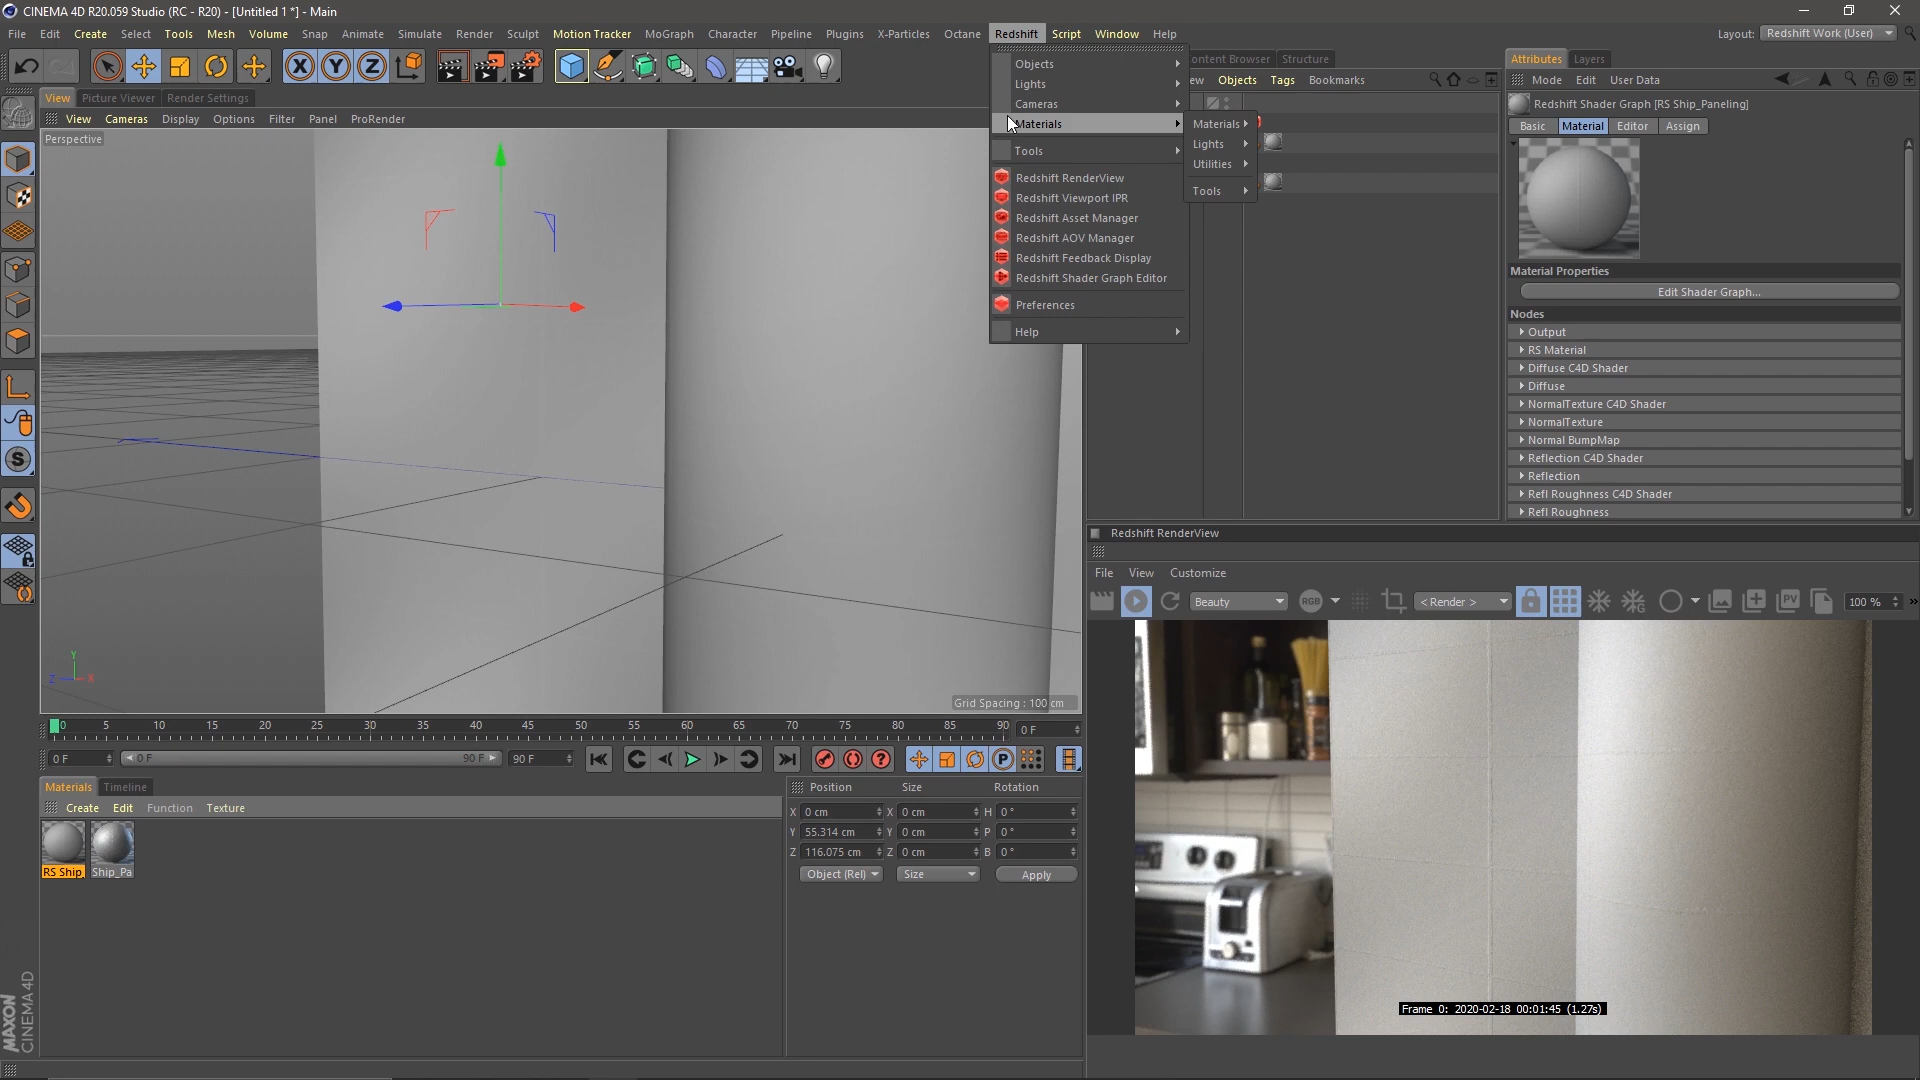 CINEMA 4D R20.059 Studio (RC - R20) - [Untitled 1 *] - Main
File Edit Create Select Tools Mesh Volume Snap Animate Simulate Render Sculpt Motion Tracker MoGraph Character Pipeline Plugins X-Particles Octane Redshift Script Window Help
Layout: Redshift Work (User)
View Picture Viewer Render Settings
View Cameras Display Options Filter Panel ProRender
Perspective
Objects
Lights
Cameras
Materials
Tools
Redshift RenderView
Redshift Viewport IPR
Redshift Asset Manager
Redshift AOV Manager
Redshift Feedback Display
Redshift Shader Graph Editor
Preferences
Help
Materials
Lights
Utilities
Tools
ontent Browser Structure
ew Objects Tags Bookmarks
Attributes Layers
Mode Edit User Data
Redshift Shader Graph [RS Ship_Paneling]
Basic Material Editor Assign
Material Properties
Edit Shader Graph...
Nodes
Output
RS Material
Diffuse C4D Shader
Diffuse
NormalTexture C4D Shader
NormalTexture
Normal BumpMap
Reflection C4D Shader
Reflection
Refl Roughness C4D Shader
Refl Roughness
Redshift RenderView
File View Customize
Beauty RGB < Render > PV 100 %
Frame 0: 2020-02-18 00:01:45 (1.27s)
Y
Z X
Grid Spacing : 100 cm
0 5 10 15 20 25 30 35 40 45 50 55 60 65 70 75 80 85 90 0 F
0 F 0 F 90 F 90 F
Materials Timeline
Create Edit Function Texture
RS Ship_ Ship_Pa
Position Size Rotation
X 0 cm X 0 cm H 0 °
Y 55.314 cm Y 0 cm P 0 °
Z 116.075 cm Z 0 cm B 0 °
Object (Rel) Size Apply
MAXON
CINEMA 4D